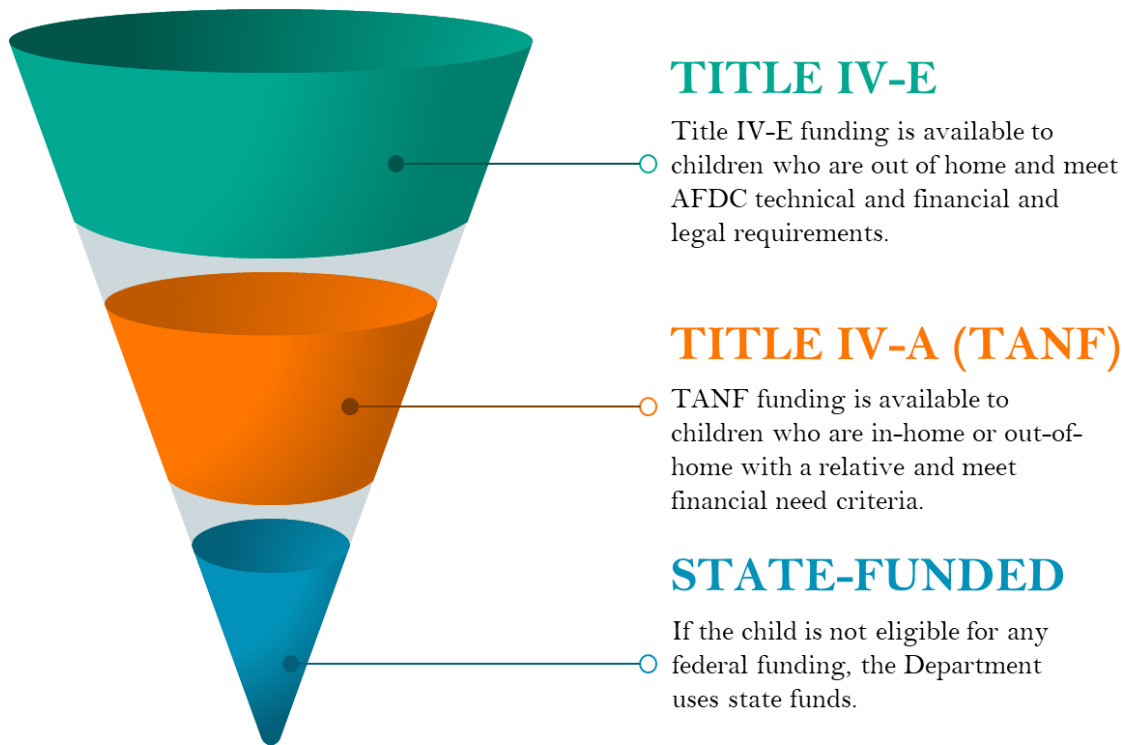 TITLE IV-E
Title IV-E funding is available to
children who are out of home and meet
AFDC technical and financial and
legal requirements.
TITLE IV-A (TANF)
TANF funding is available to
children who are in-home or out-of-
home with a relative and meet
financial need criteria.
STATE-FUNDED
If the child is not eligible for any
federal funding, the Department
uses state funds.